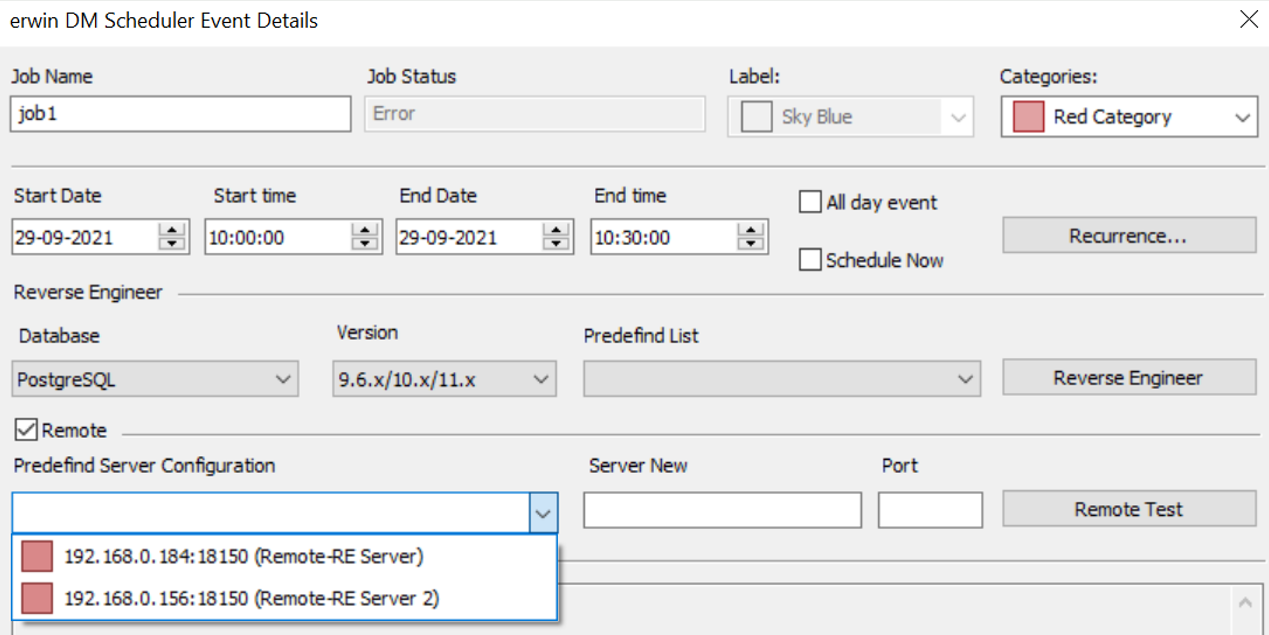 erwin DM Scheduler Event Details
Job Name Job Status Label: Categories:
job1 Error Sky Blue Red Category
Start Date Start time End Date End time
29-09-2021 10:00:00 29-09-2021 10:30:00
All day event
Schedule Now
Recurrence...
Reverse Engineer
Database Version Predefind List
PostgreSQL 9.6.x/10.x/11.x Reverse Engineer
Remote
Predefind Server Configuration Server New Port
Remote Test
192.168.0.184:18150 (Remote-RE Server)
192.168.0.156:18150 (Remote-RE Server 2)